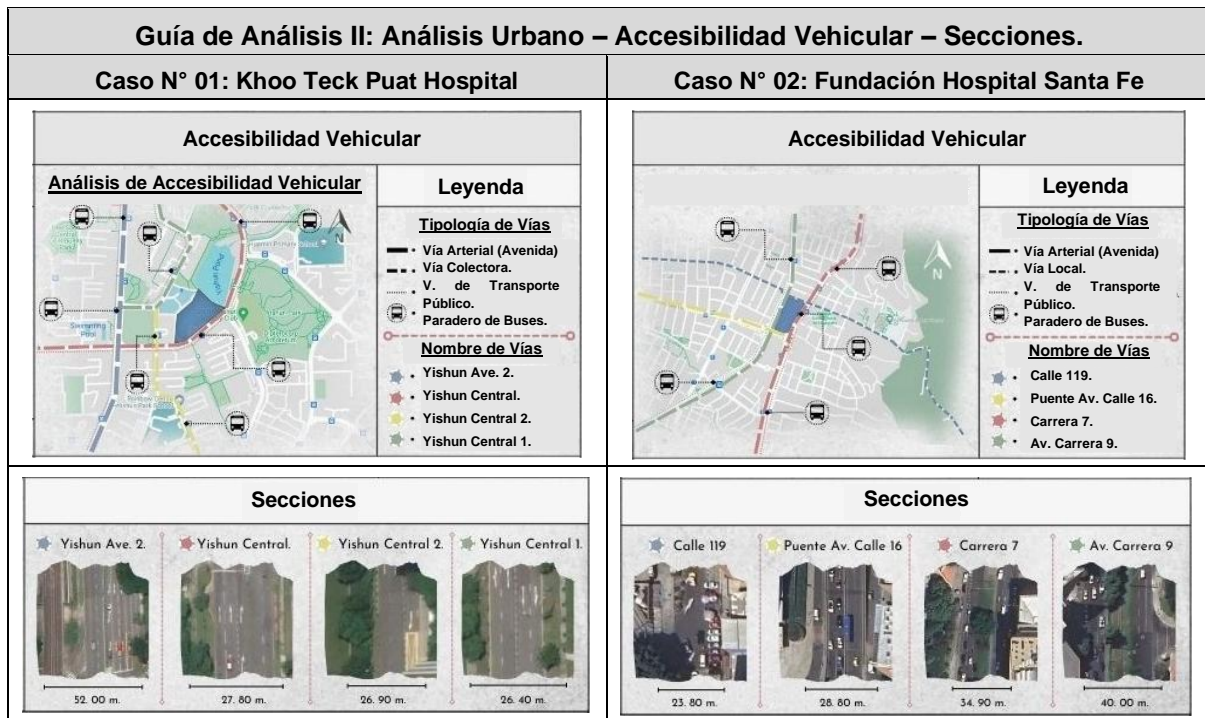 Guía de Análisis II: Análisis Urbano – Accesibilidad Vehicular – Secciones.
Caso N° 01: Khoo Teck Puat Hospital
Caso N° 02: Fundación Hospital Santa Fe
Accesibilidad Vehicular
Análisis de Accesibilidad Vehicular
N
Swimming Pool
Leyenda
Tipología de Vías
Vía Arterial (Avenida)
Vía Colectora.
V. de Transporte
Público.
Paradero de Buses.
Nombre de Vías
Yishun Ave. 2.
Yishun Central.
Yishun Central 2.
Yishun Central 1.
Accesibilidad Vehicular
N
Leyenda
Tipología de Vías
Vía Arterial (Avenida)
Vía Local.
V. de Transporte
Público.
Paradero de Buses.
Nombre de Vías
Calle 119.
Puente Av. Calle 16.
Carrera 7.
Av. Carrera 9.
Secciones
Yishun Ave. 2. Yishun Central. Yishun Central 2. Yishun Central 1.
52. 00 m. 27. 80 m. 26. 90 m. 26. 40 m.
Secciones
Calle 119 Puente Av. Calle 16 Carrera 7 Av. Carrera 9
23. 80 m. 28. 80 m. 34. 90 m. 40. 00 m.